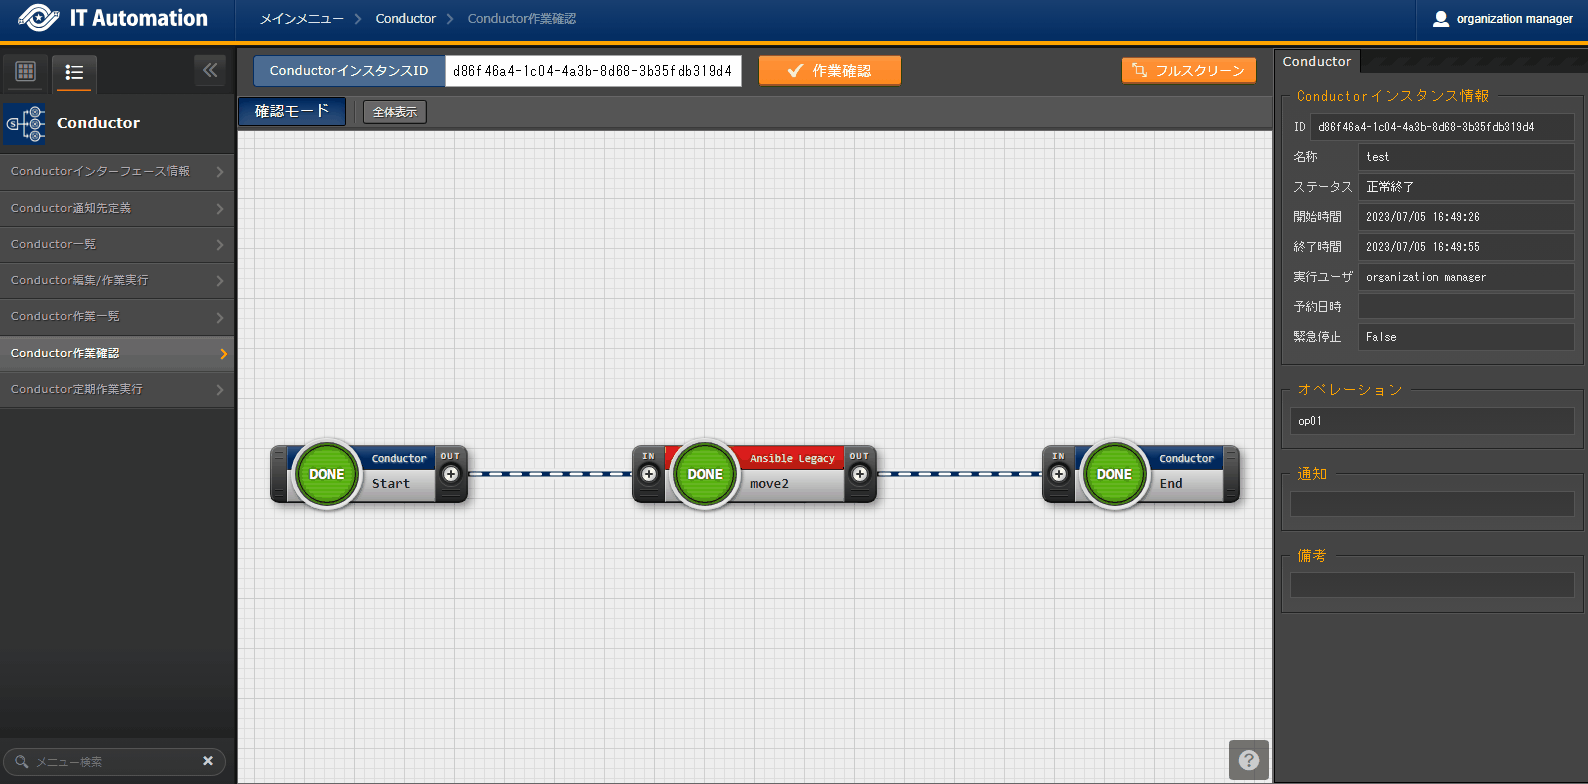 IT Automation
メインメニュー
Conductor
Conductor作業確認
organization manager
Conductor
Conductorインターフェース情報
Conductor通知先定義
Conductor一覧
Conductor編集/作業実行
Conductor作業一覧
Conductor作業確認
Conductor定期作業実行
メニュー検索
ConductorインスタンスID
d86f46a4-1c04-4a3b-8d68-3b35fdb319d4
作業確認
フルスクリーン
確認モード
全体表示
DONE
Conductor
Start
OUT
IN
DONE
Ansible Legacy
move2
OUT
IN
DONE
Conductor
End
Conductor
Conductorインスタンス情報
ID d86f46a4-1c04-4a3b-8d68-3b35fdb319d4
名称 test
ステータス 正常終了
開始時間 2023/07/05 16:49:26
終了時間 2023/07/05 16:49:55
実行ユーザ organization manager
予約日時
緊急停止 False
オペレーション
op01
通知
備考